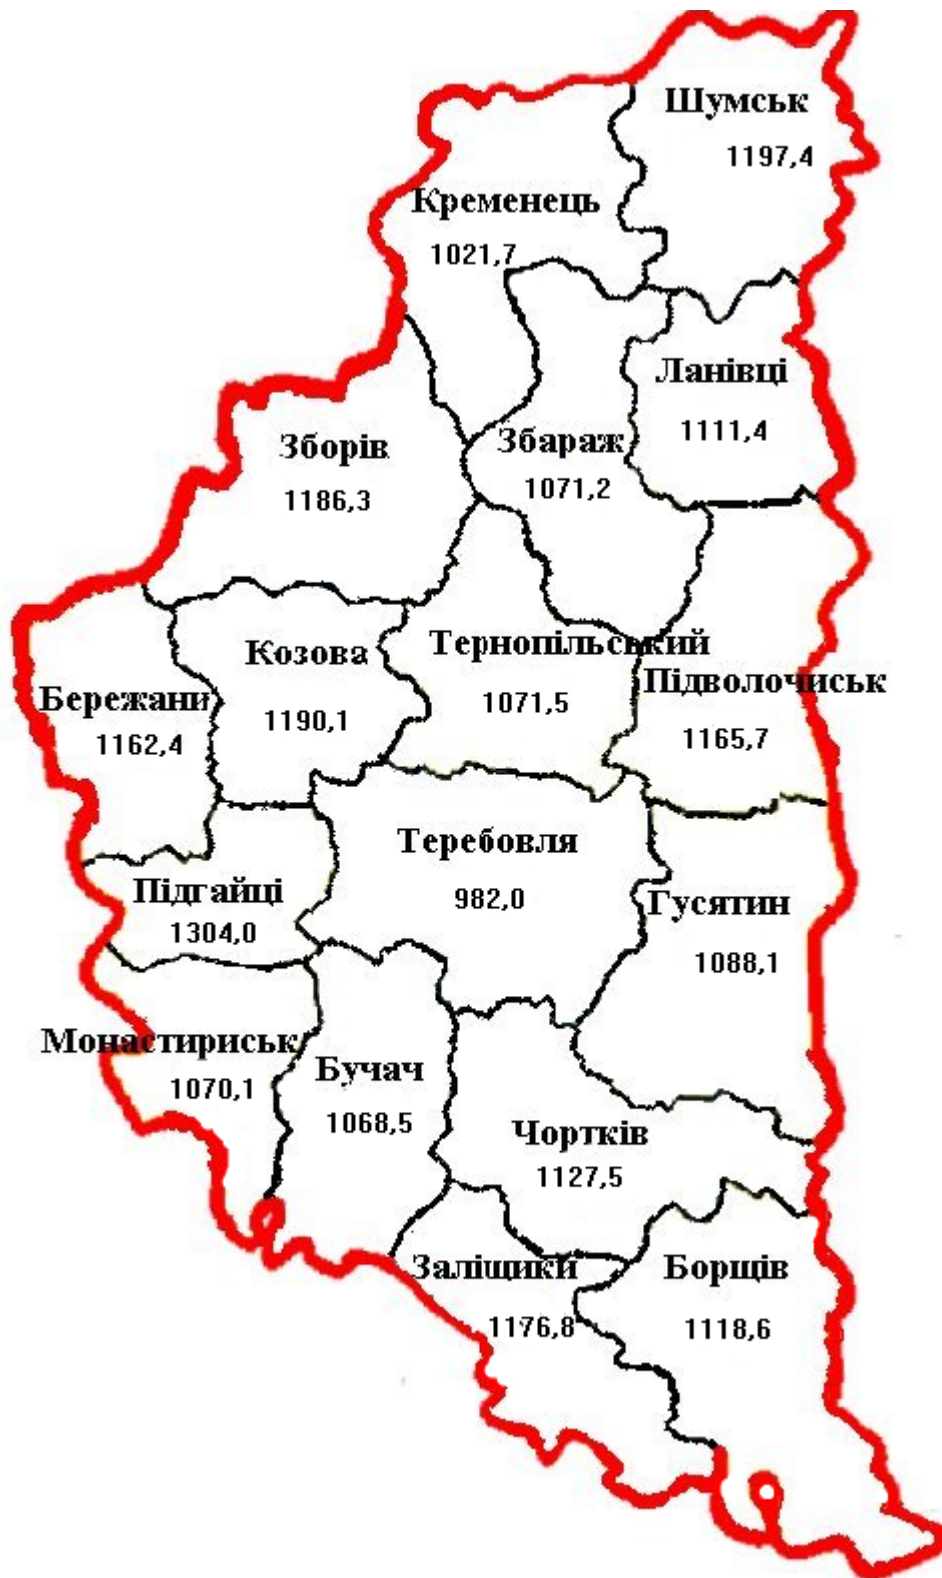 Шумськ
1197,4
Кременець
1021,7
Ланівці
1111,4
Збараж
1071,2
Зборів
1186,3
Козова
1190,1
Тернопільський
1071,5
Підволочиськ
1165,7
Бережани
1162,4
Теребовля
982,0
Підгайці
1304,0
Гусятин
1088,1
Монастириськ
1070,1
Бучач
1068,5
Чортків
1127,5
Заліщики
1176,8
Борщів
1118,6